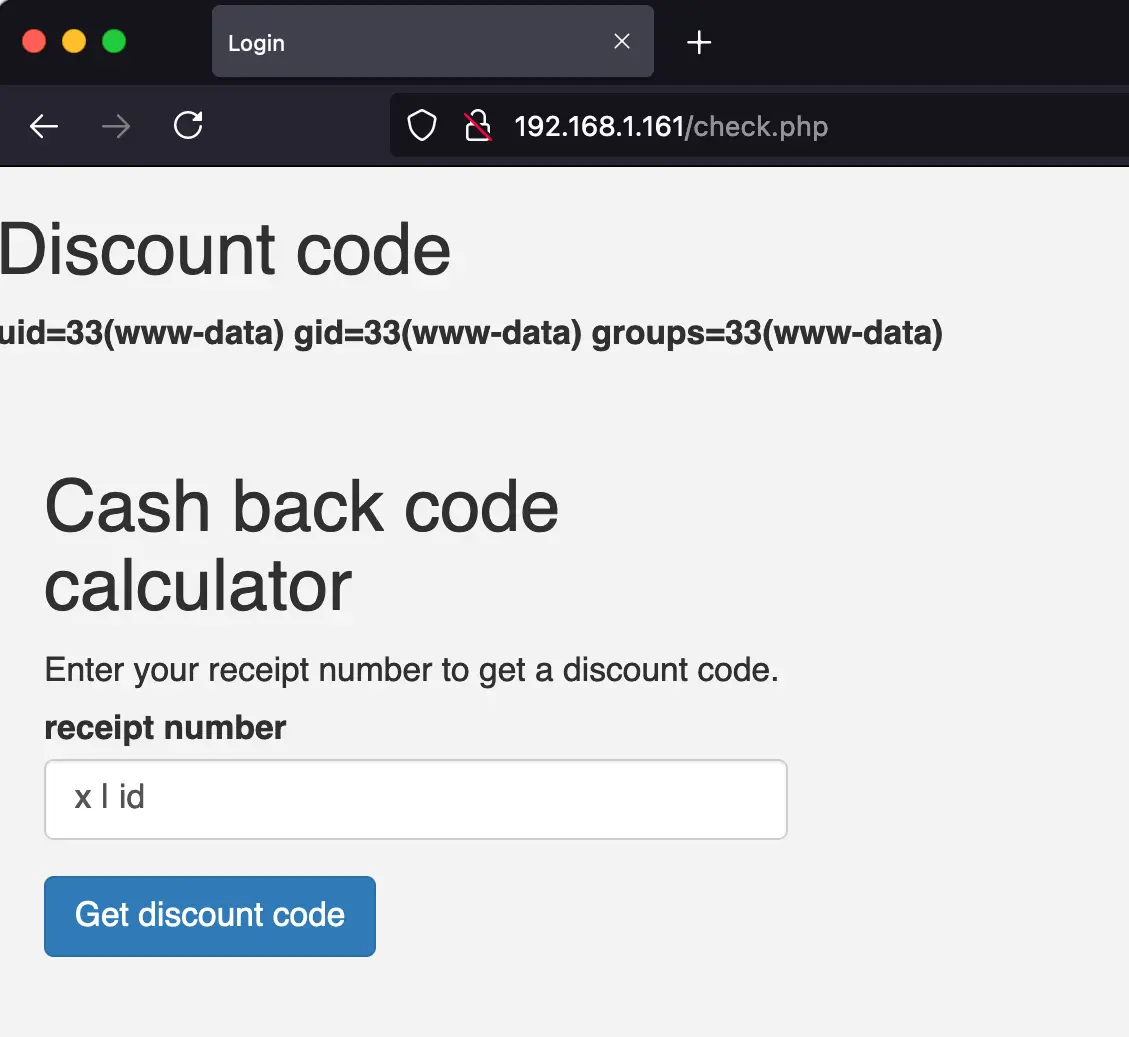 Login
192.168.1.161/check.php
Discount code
uid=33(www-data) gid=33(www-data) groups=33(www-data)
Cash back code
calculator
Enter your receipt number to get a discount code.
receipt number
x | id
Get discount code